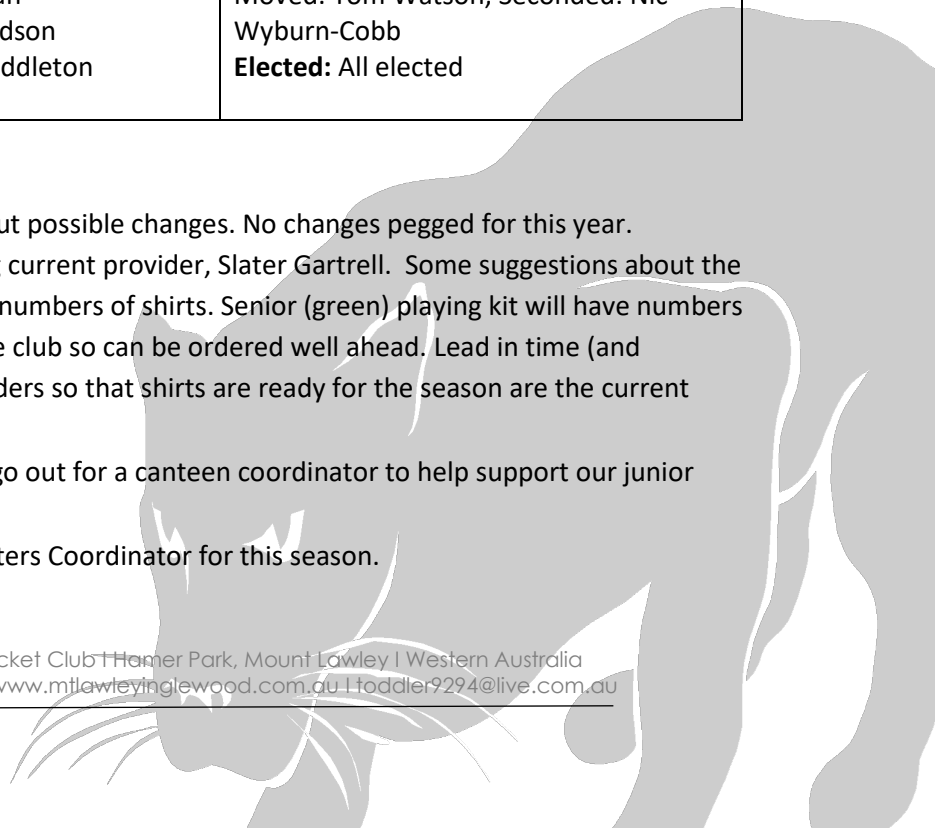 dson
ddleton
Moved: Tom Watson, Seconded: Nic
Wyburn-Cobb
Elected: All elected
ut possible changes. No changes pegged for this year.
g current provider, Slater Gartrell. Some suggestions about the
numbers of shirts. Senior (green) playing kit will have numbers
e club so can be ordered well ahead. Lead in time (and
ders so that shirts are ready for the season are the current
go out for a canteen coordinator to help support our junior
ters Coordinator for this season.
cket Club I Hamer Park, Mount Lawley I Western Australia
www.mtlawleyinglewood.com.au I toddler9294@live.com.au